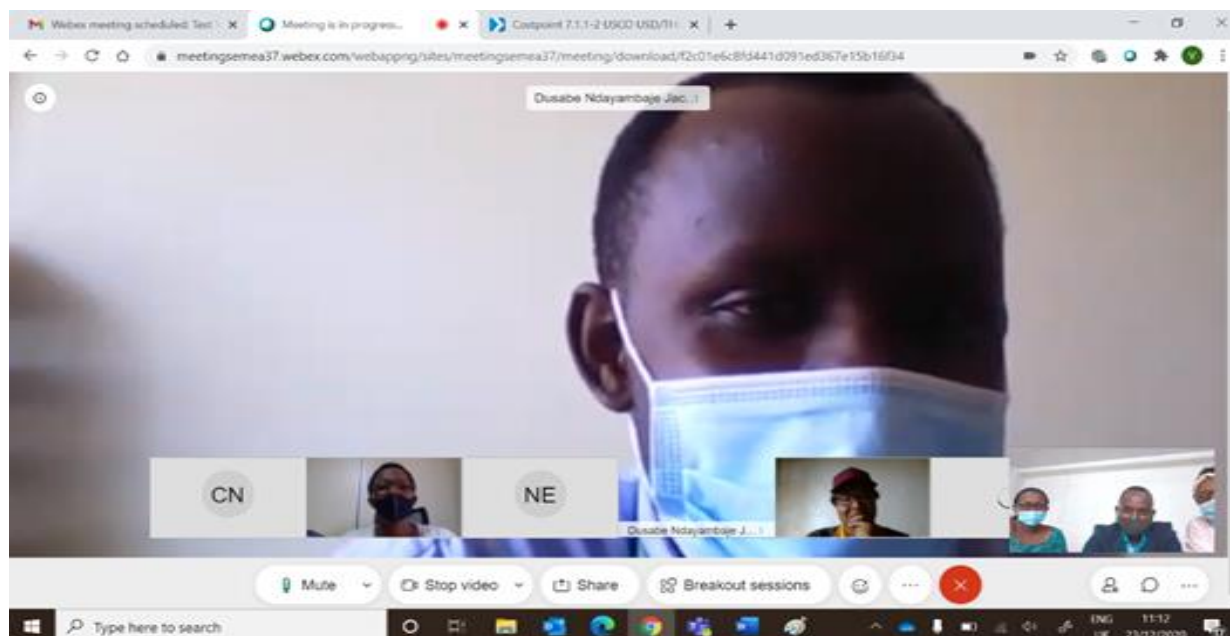 Webex meeting scheduled: Test
Meeting is in progress...
Costpoint 7.1.1-2 USCO USD/TH
meetingsemea37.webex.com/webappng/sites/meetingsemea37/meeting/download/f2c01e6c8fd441d091ed367e15b16f34
Dusabe Ndayambaje Jac...
CN
NE
Dusabe Ndayambaje J...
Mute
Stop video
Share
Breakout sessions
Type here to search
ENG
11:12